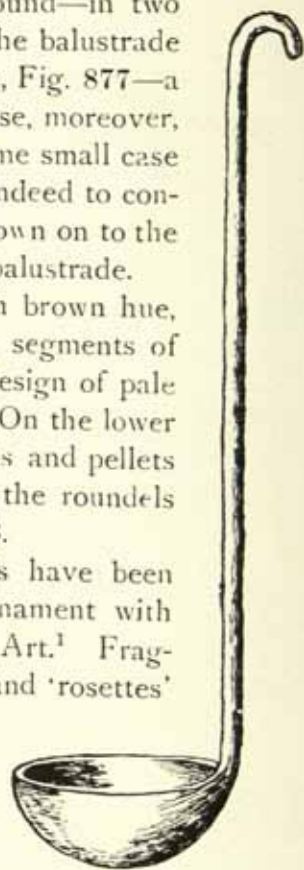 ound—in two
he balustrade
, Fig. 877—a
se, moreover,
me small case
ndeed to con-
own on to the
balustrade.
n brown hue,
segments of
esign of pale
On the lower
s and pellets
the roundels
.
s have been
nament with
Art.¹ Frag-
nd 'rosettes'